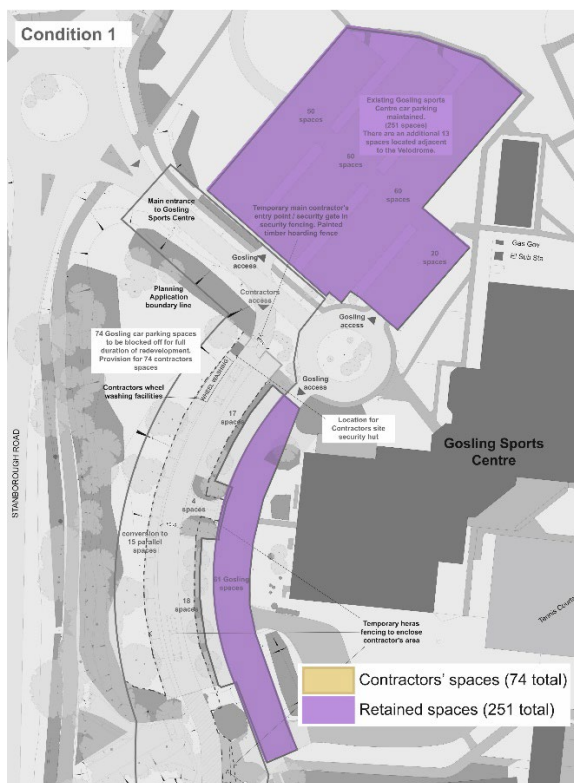 Condition 1
50
spaces
Existing Gosling sports
Centre car parking
maintained.
(251 spaces)
There are an additional 13
spaces located adjacent
to the Velodrome.
60
spaces
60
spaces
20
spaces
Main entrance
to Gosling
Sports Centre
Temporary main contractor's
entry point / security gate in
security fencing. Painted
timber hoarding fence
Gosling
access
Contractors
access
Planning
Application
boundary line
Gas Gov
El Sub Sta
Gosling
access
74 Gosling car parking spaces
to be blocked off for full
duration of redevelopment.
Provision for 74 contractors
spaces
Contractors wheel
washing facilities
WHEEL WASHING
Gosling
access
17
spaces
Location for
Contractors site
security hut
Gosling Sports
Centre
STANBOROUGH ROAD
4
spaces
conversion to
15 parallel
spaces
61 Gosling
spaces
18
spaces
Temporary heras
fencing to enclose
contractor's area
Tennis Courts
Contractors' spaces (74 total)
Retained spaces (251 total)